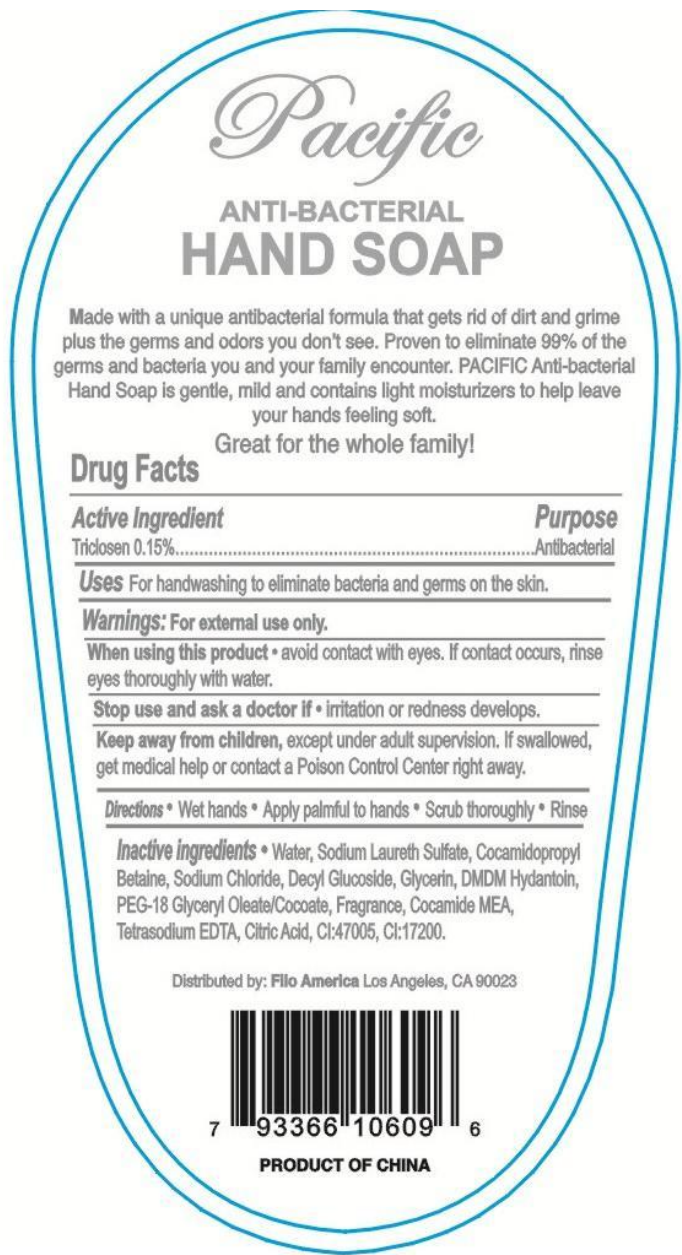 Pacific
ANTI-BACTERIAL
HAND SOAP
Made with a unique antibacterial formula that gets rid of dirt and grime
plus the germs and odors you don't see. Proven to eliminate 99% of the
germs and bacteria you and your family encounter. PACIFIC Anti-bacterial
Hand Soap is gentle, mild and contains light moisturizers to help leave
your hands feeling soft.
Great for the whole family!
Drug Facts
Active Ingredient Purpose
Triclosen 0.15%..............................................................................Antibacterial
Uses For handwashing to eliminate bacteria and germs on the skin.
Warnings: For external use only.
When using this product • avoid contact with eyes. If contact occurs, rinse
eyes thoroughly with water.
Stop use and ask a doctor if • irritation or redness develops.
Keep away from children, except under adult supervision. If swallowed,
get medical help or contact a Poison Control Center right away.
Directions • Wet hands • Apply palmful to hands • Scrub thoroughly • Rinse
Inactive ingredients • Water, Sodium Laureth Sulfate, Cocamidopropyl
Betaine, Sodium Chloride, Decyl Glucoside, Glycerin, DMDM Hydantoin,
PEG-18 Glyceryl Oleate/Cocoate, Fragrance, Cocamide MEA,
Tetrasodium EDTA, Citric Acid, CI:47005, CI:17200.
Distributed by: Filo America Los Angeles, CA 90023
7 93366 10609 6
PRODUCT OF CHINA